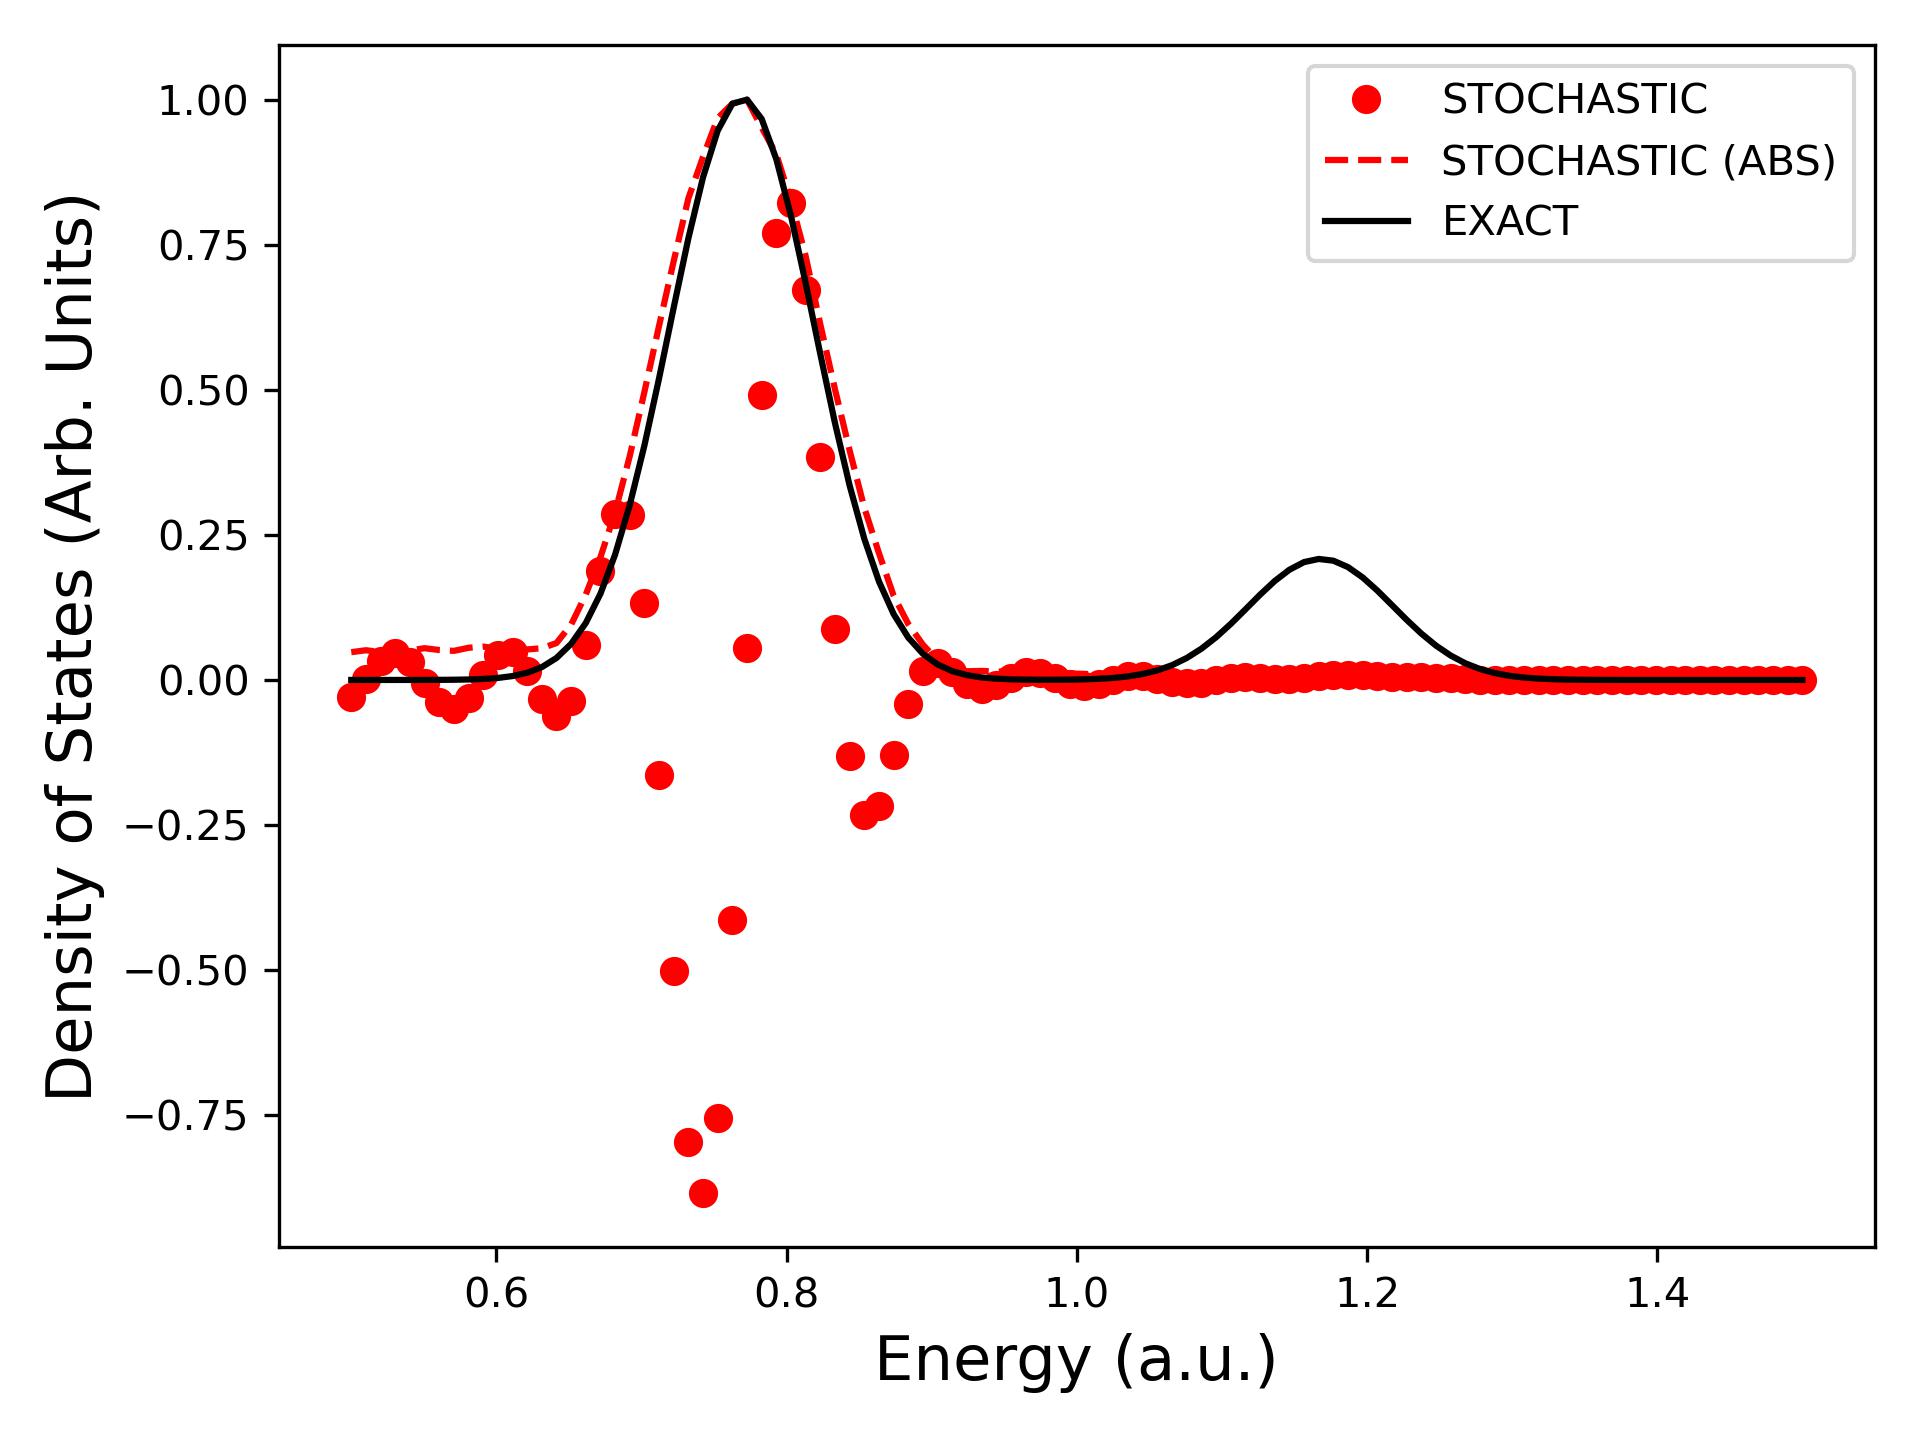 1.00
0.75
0.50
0.25
0.00
−0.25
−0.50
−0.75
Density of States (Arb. Units)
STOCHASTIC
STOCHASTIC (ABS)
EXACT
0.6 0.8 1.0 1.2 1.4
Energy (a.u.)